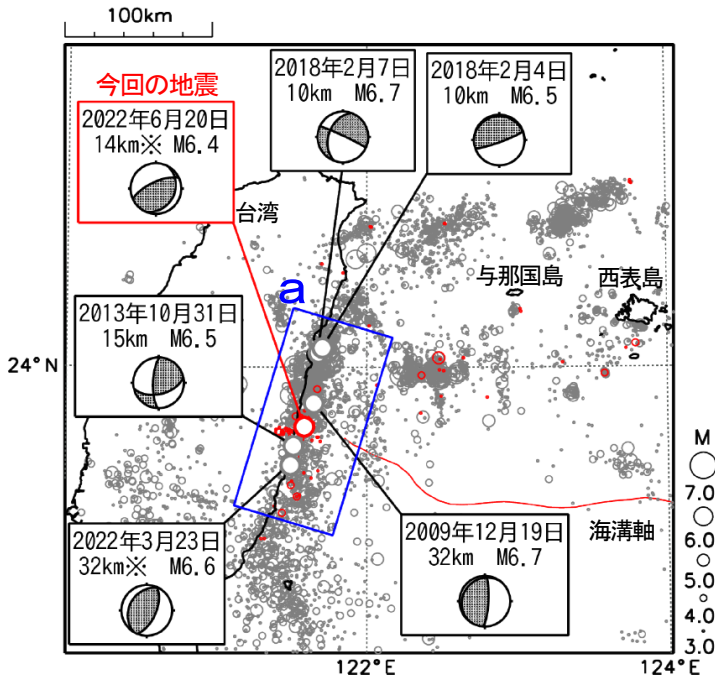 100km
今回の地震
2022年6月20日
14km※ M6.4
2018年2月7日
10km M6.7
2018年2月4日
10km M6.5
台湾
与那国島
西表島
a
2013年10月31日
15km M6.5
24°N
2022年3月23日
32km※ M6.6
2009年12月19日
32km M6.7
海溝軸
M
7.0
6.0
5.0
4.0
3.0
122°E
124°E